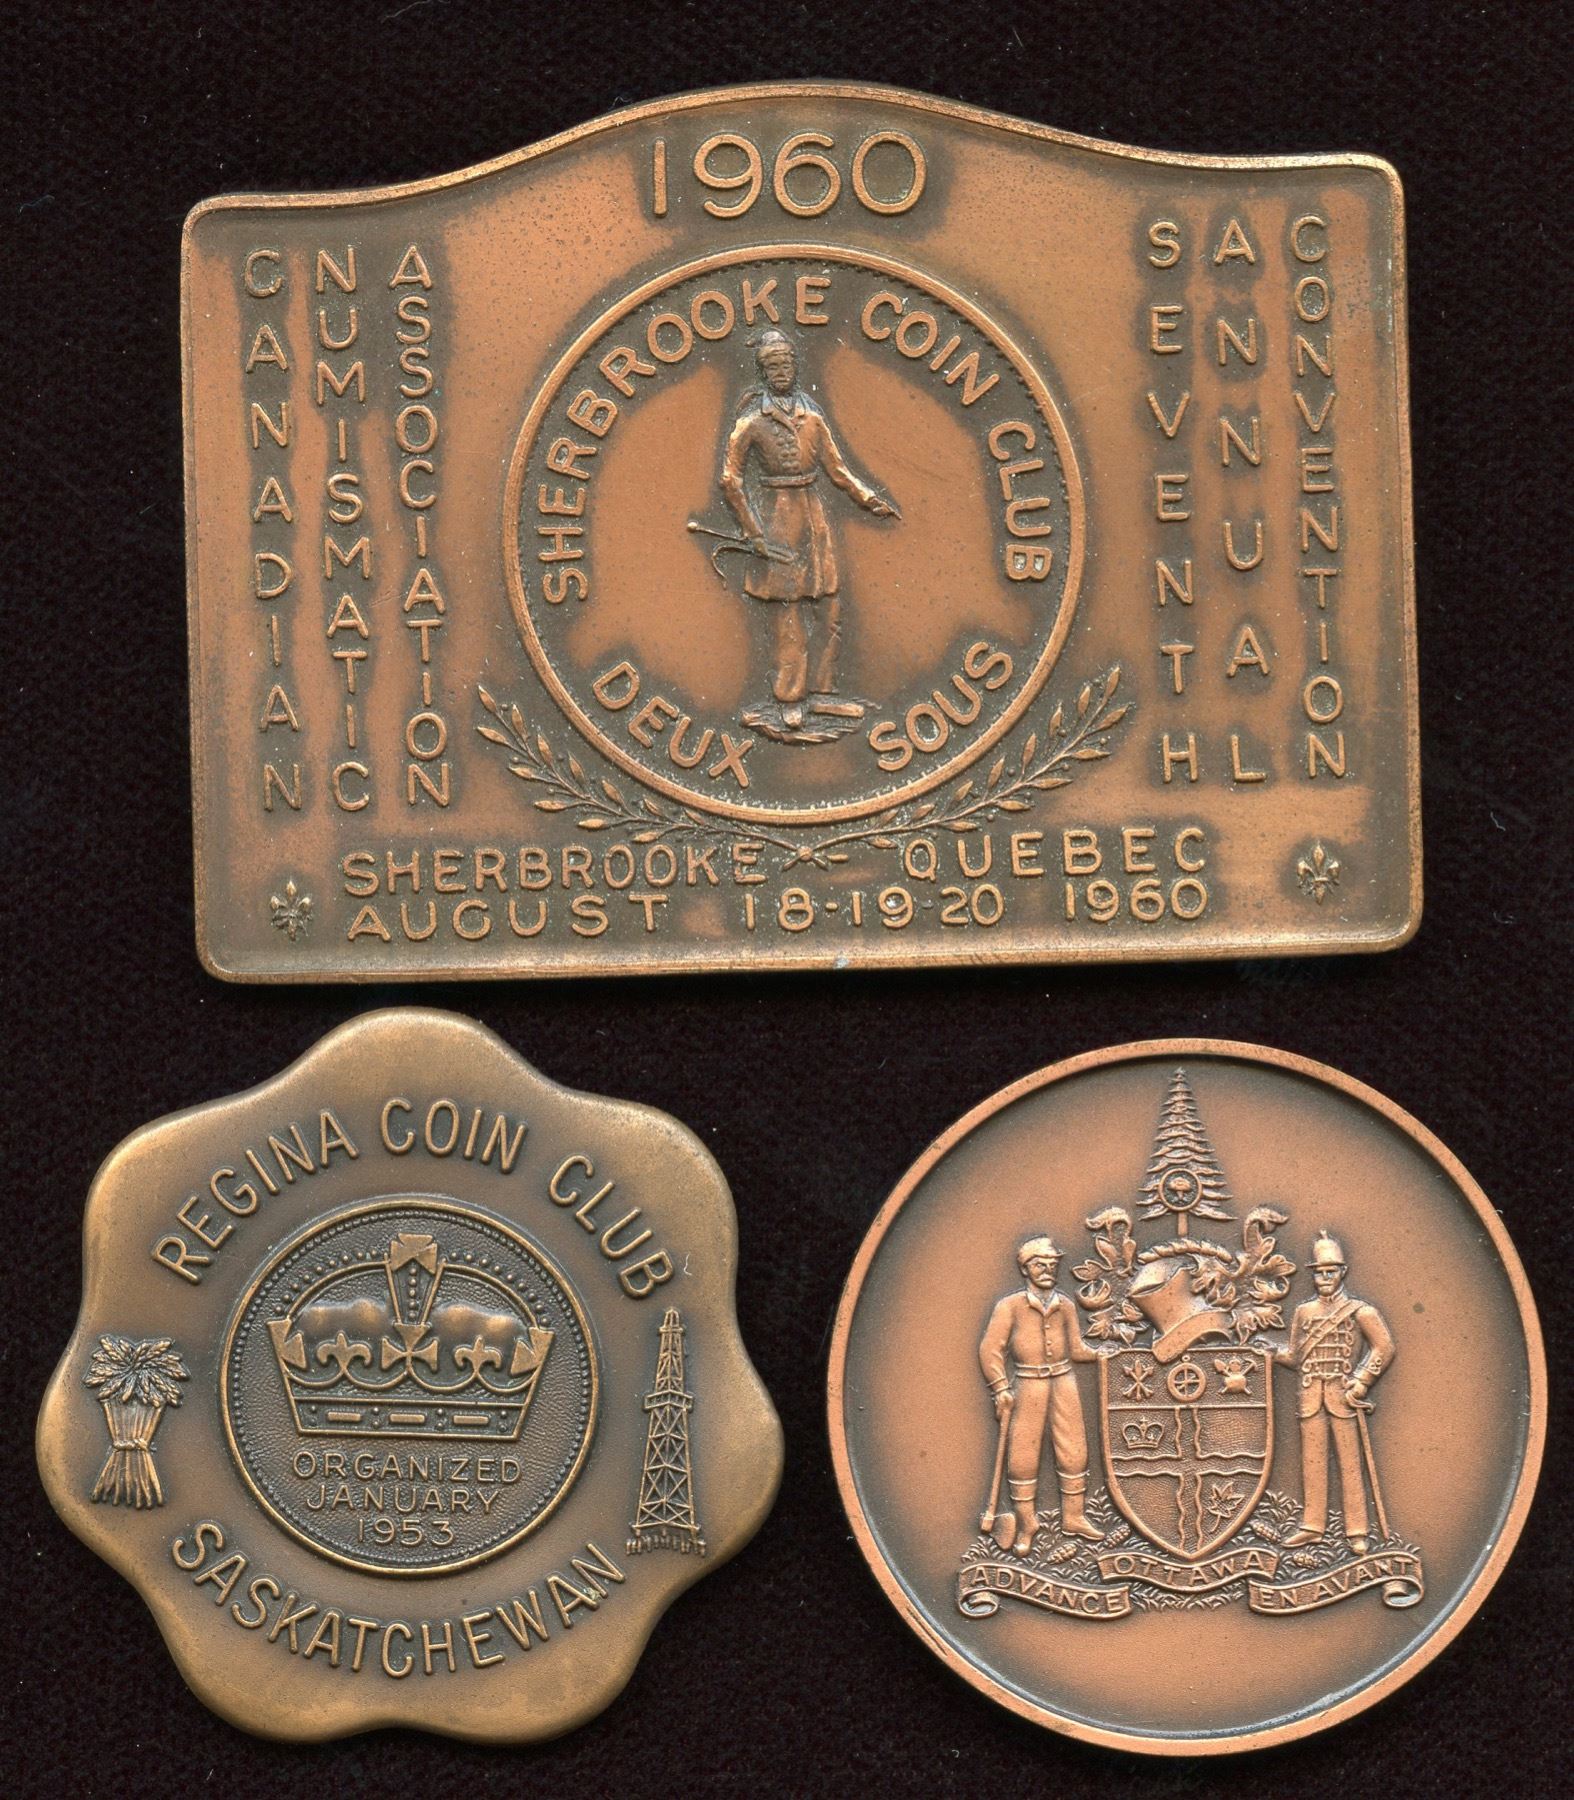 1960
CANADIAN
NUMISMATIC
ASSOCIATION
SHERBROOKE COIN CLUB
DEUX SOUS
SEVENTH
ANNUAL
CONVENTION
SHERBROOKE - QUEBEC
AUGUST 18-19-20 1960
REGINA COIN CLUB
ORGANIZED
JANUARY
1953
SASKATCHEWAN
ADVANCE OTTAWA EN AVANT